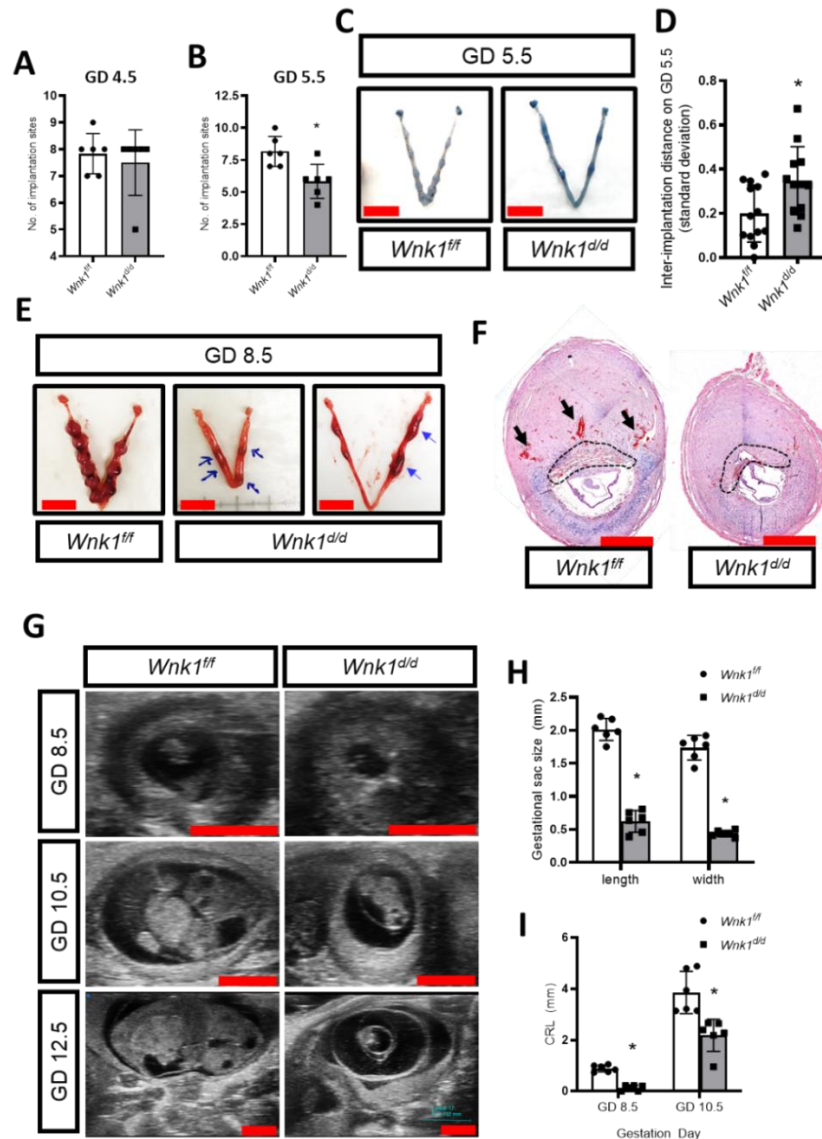 A
GD 4.5
No. of implantation sites
10
9
8
7
6
5
4
Wnk1f/f
Wnk1d/d
B
GD 5.5
No. of implantation sites
10.0
7.5
5.0
2.5
0.0
*
Wnk1f/f
Wnk1d/d
C
GD 5.5
Wnk1f/f
Wnk1d/d
D
Inter-implantation distance on GD 5.5
(standard deviation)
0.8
0.6
0.4
0.2
0.0
*
Wnk1f/f
Wnk1d/d
E
GD 8.5
Wnk1f/f
Wnk1d/d
F
Wnk1f/f
Wnk1d/d
G
Wnk1f/f
Wnk1d/d
GD 8.5
GD 10.5
GD 12.5
H
Wnk1f/f
Wnk1d/d
Gestational sac size (mm)
2.5
2.0
1.5
1.0
0.5
0.0
*
*
length
width
I
Wnk1f/f
Wnk1d/d
CRL (mm)
6
4
2
0
*
*
GD 8.5
GD 10.5
Gestation Day